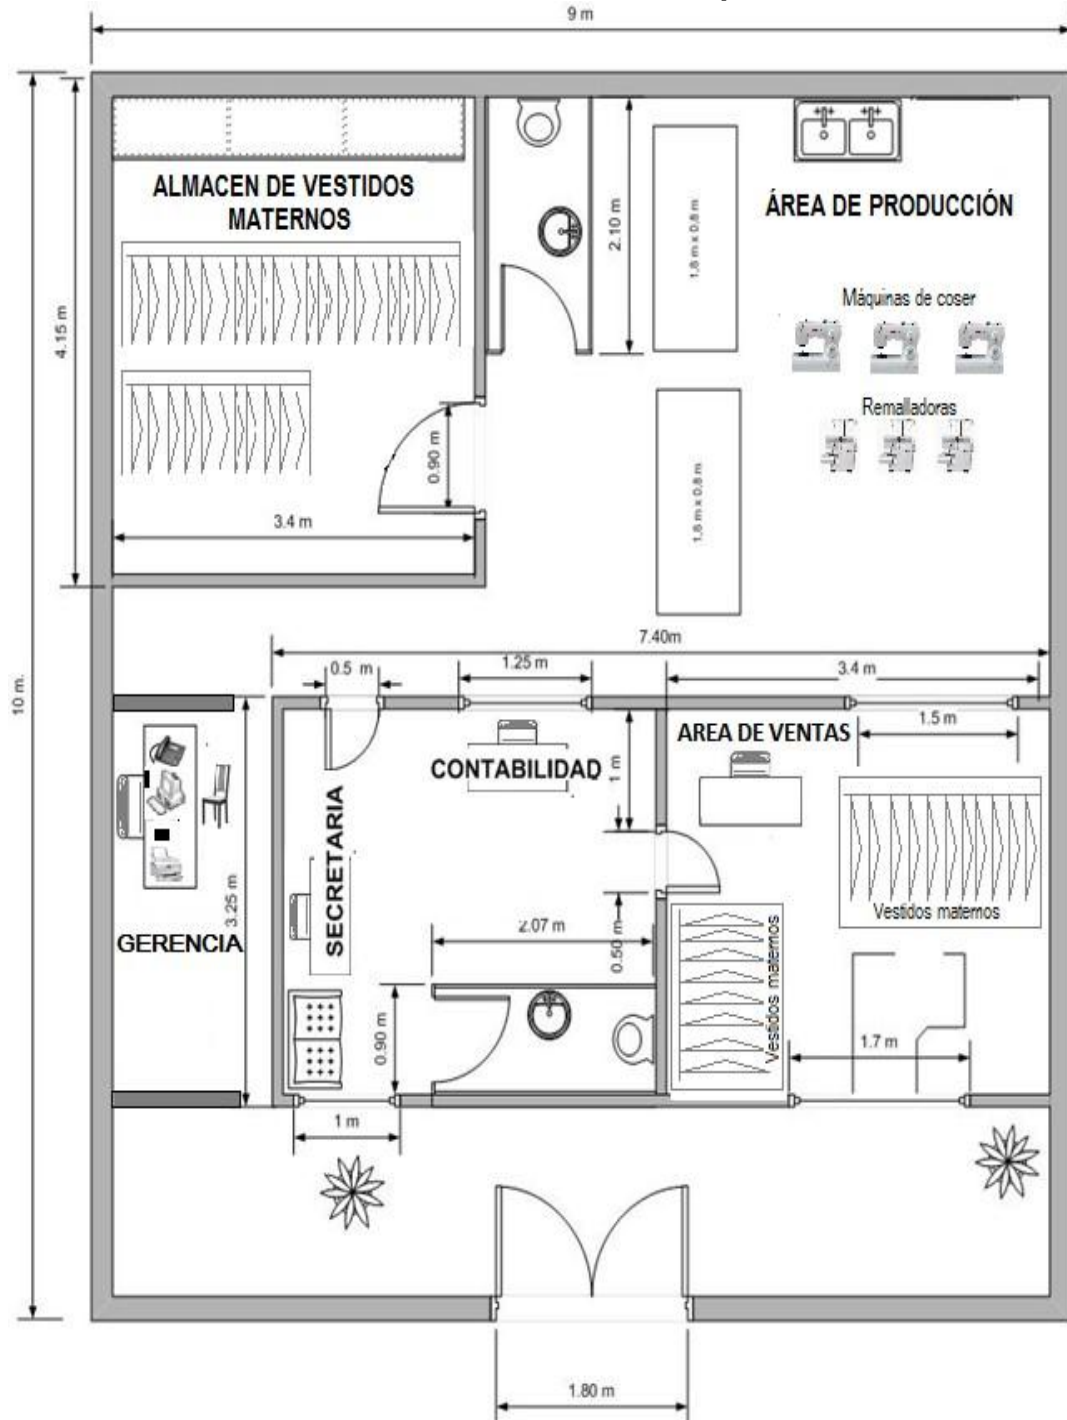 9 m
ALMACEN DE VESTIDOS
MATERNOS
2.10 m
1,8 m x 0,8 m
ÁREA DE PRODUCCIÓN
Máquinas de coser
Remalladoras
4.15 m
0.90 m
1,8 m x 0,8 m
3.4 m
10 m.
7.40m
0.5 m
1.25 m
3.4 m
1.5 m
AREA DE VENTAS
CONTABILIDAD
1 m
SECRETARIA
3.25 m
GERENCIA
2.07 m
0.50 m
Vestidos maternos
Vestidos maternos
0.90 m
1.7 m
1 m
1.80 m